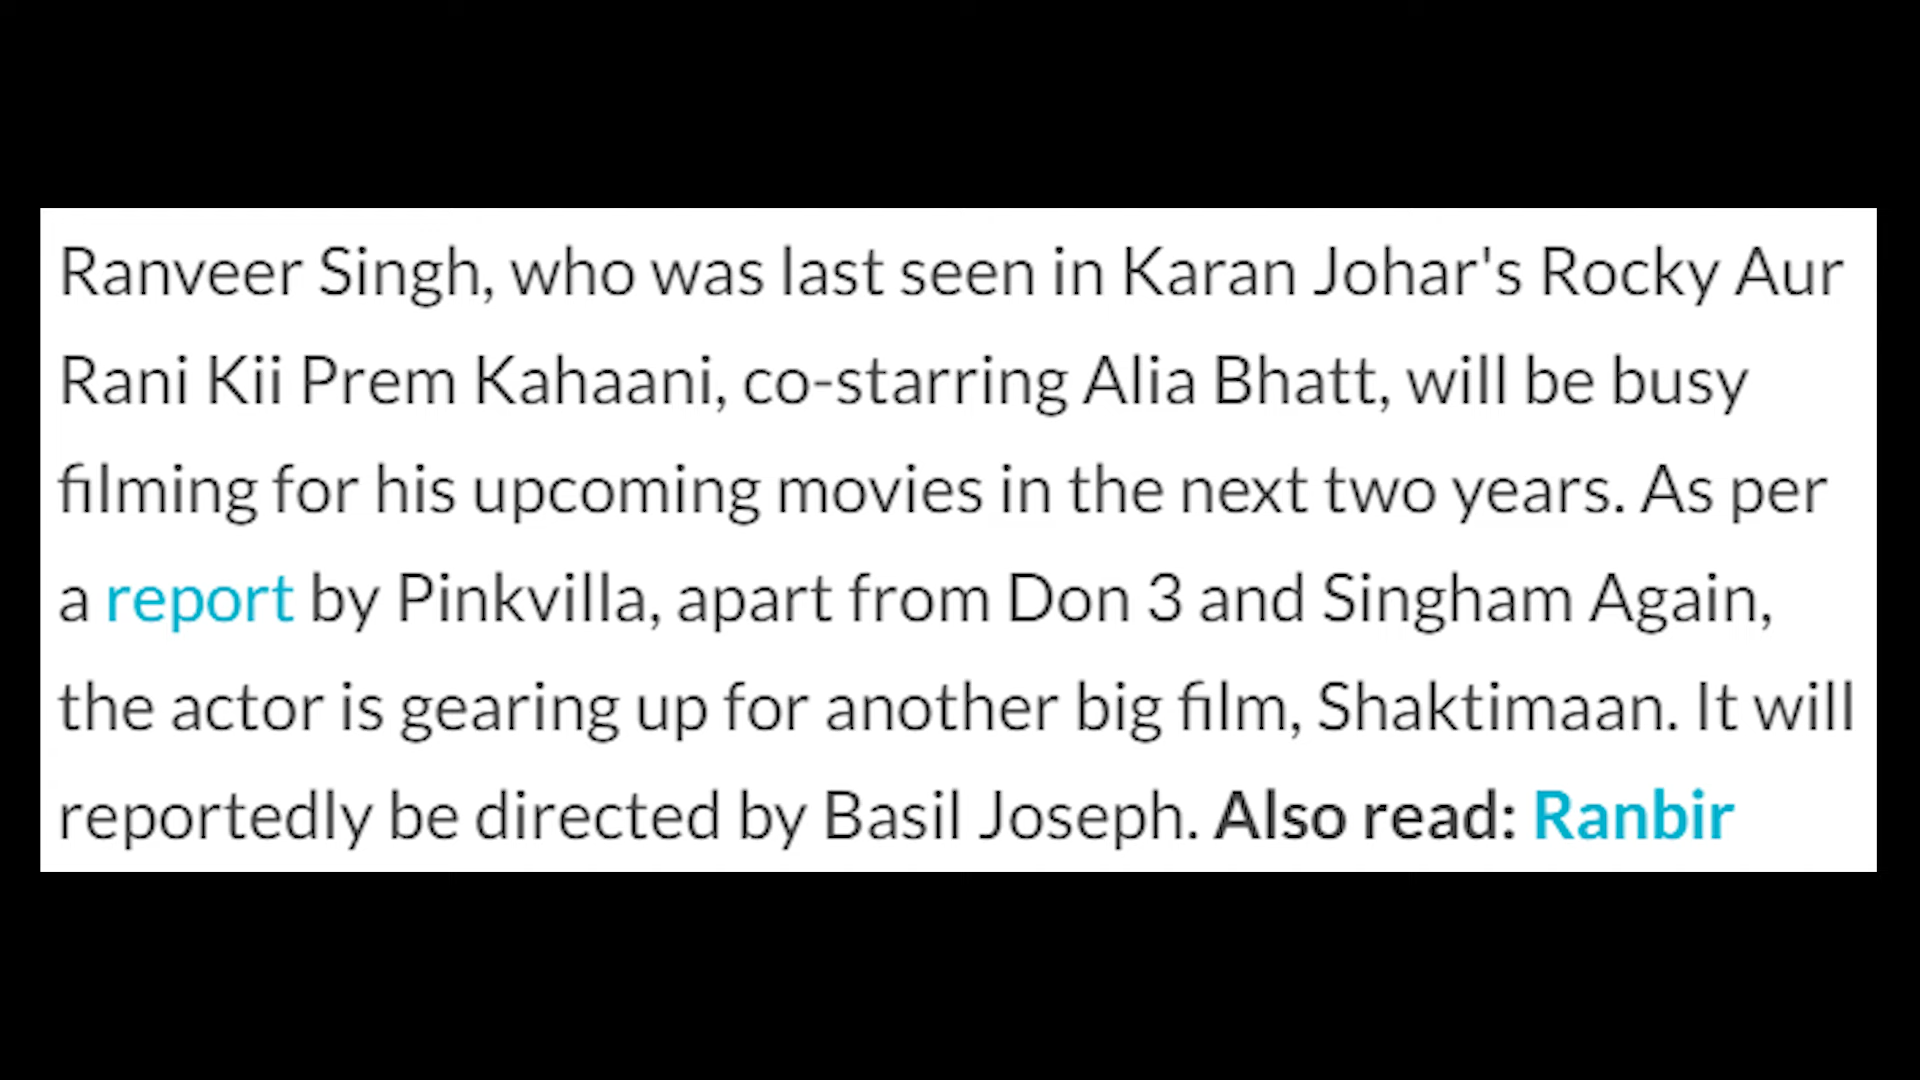 Ranveer Singh, who was last seen in Karan Johar's Rocky Aur
Rani Kii Prem Kahaani, co-starring Alia Bhatt, will be busy
filming for his upcoming movies in the next two years. As per
a report by Pinkvilla, apart from Don 3 and Singham Again,
the actor is gearing up for another big film, Shaktimaan. It will
reportedly be directed by Basil Joseph. Also read: Ranbir